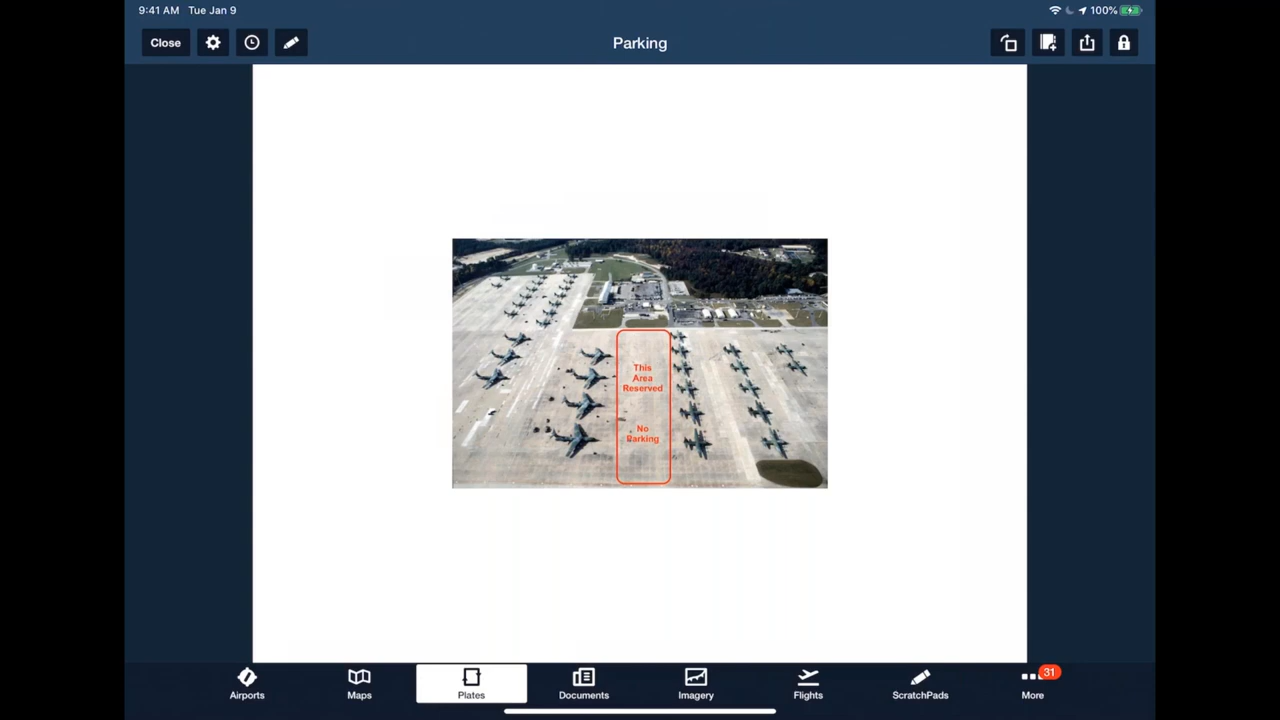 9:41 AM Tue Jan 9
100%
Close
Parking
This
Area
Reserved
No
Parking
Airports
Maps
Plates
Documents
Imagery
Flights
ScratchPads
31
More